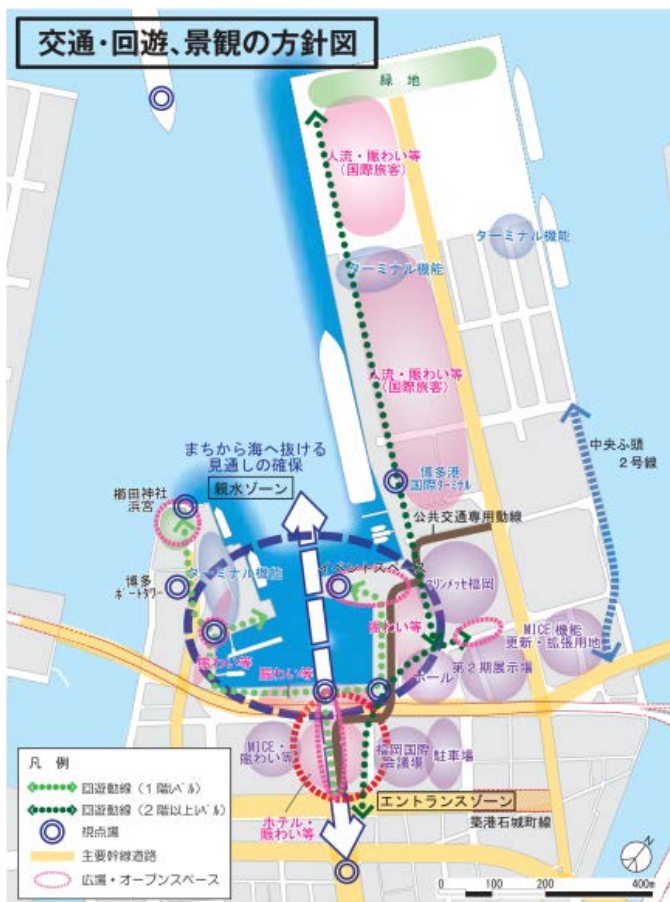 交通・回遊、景観の方針図
緑地
人流・賑わい等
(国際旅客)
ターミナル機能
ターミナル機能
人流・賑わい等
(国際旅客)
中央ふ頭
2号線
まちから海へ抜ける
見通しの確保
親水ゾーン
博多港
国際ターミナル
櫛田神社
浜宮
公共交通専用動線
ターミナル機能
イベントスペース
マリンメッセ福岡
博多
ポートタワー
賑わい等
MICE機能
更新・拡張用地
賑わい等
第2期展示場
賑わい等
ホール
MICE・
賑わい等
福岡国際
会議場
駐車場
エントランスゾーン
築港石城町線
ホテル・
賑わい等
凡例
回遊動線(1階レベル)
回遊動線(2階以上レベル)
視点場
主要幹線道路
広場・オープンスペース
0 100 200 400m